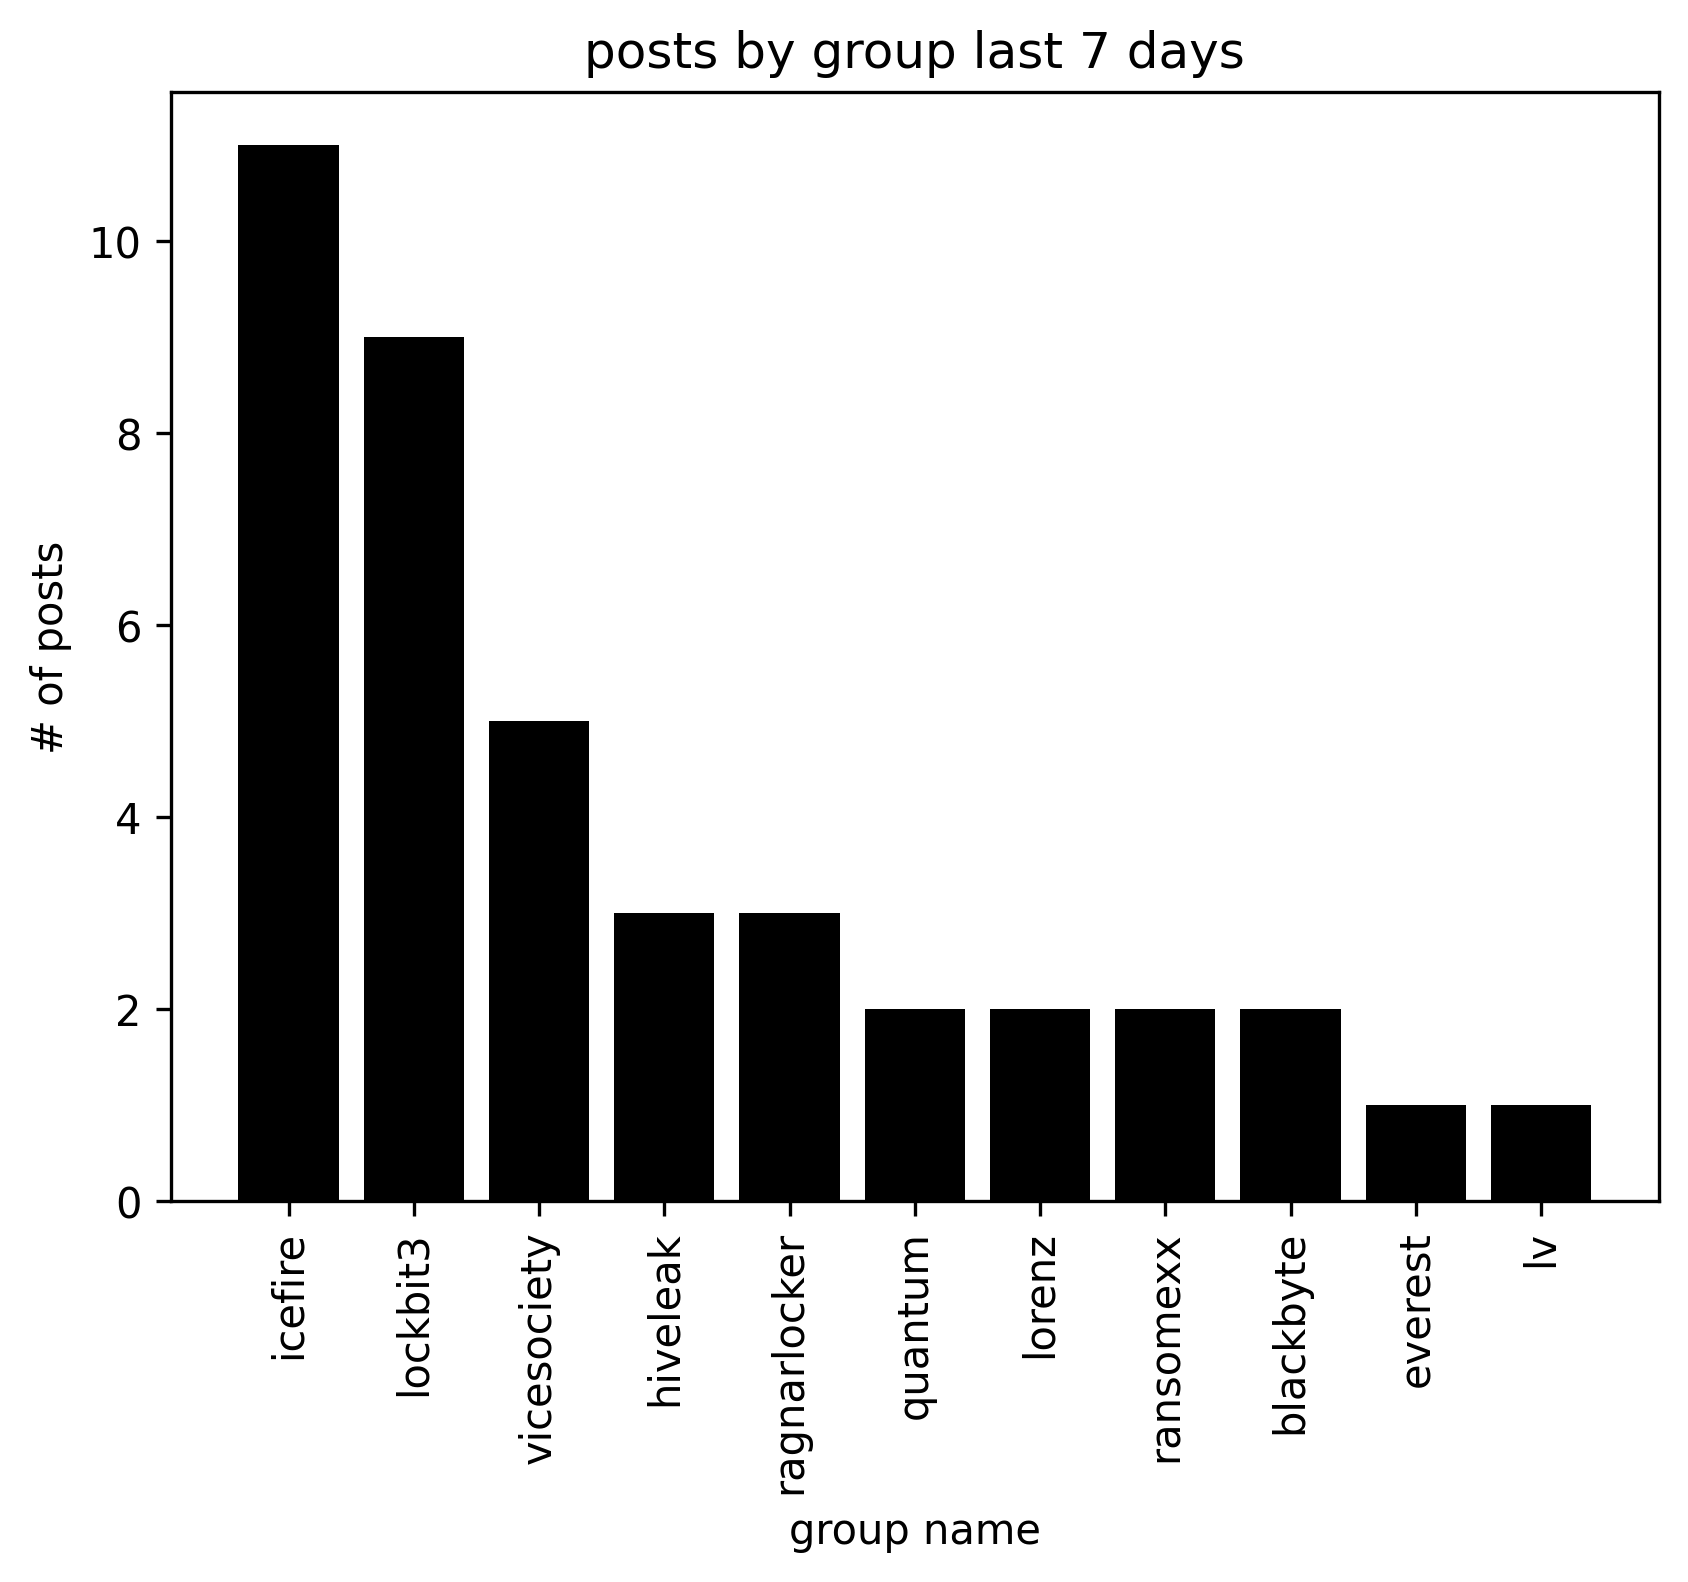 posts by group last 7 days
# of posts
10
8
6
4
2
0
icefire
lockbit3
vicesociety
hiveleak
ragnarlocker
quantum
lorenz
ransomexx
blackbyte
everest
lv
group name